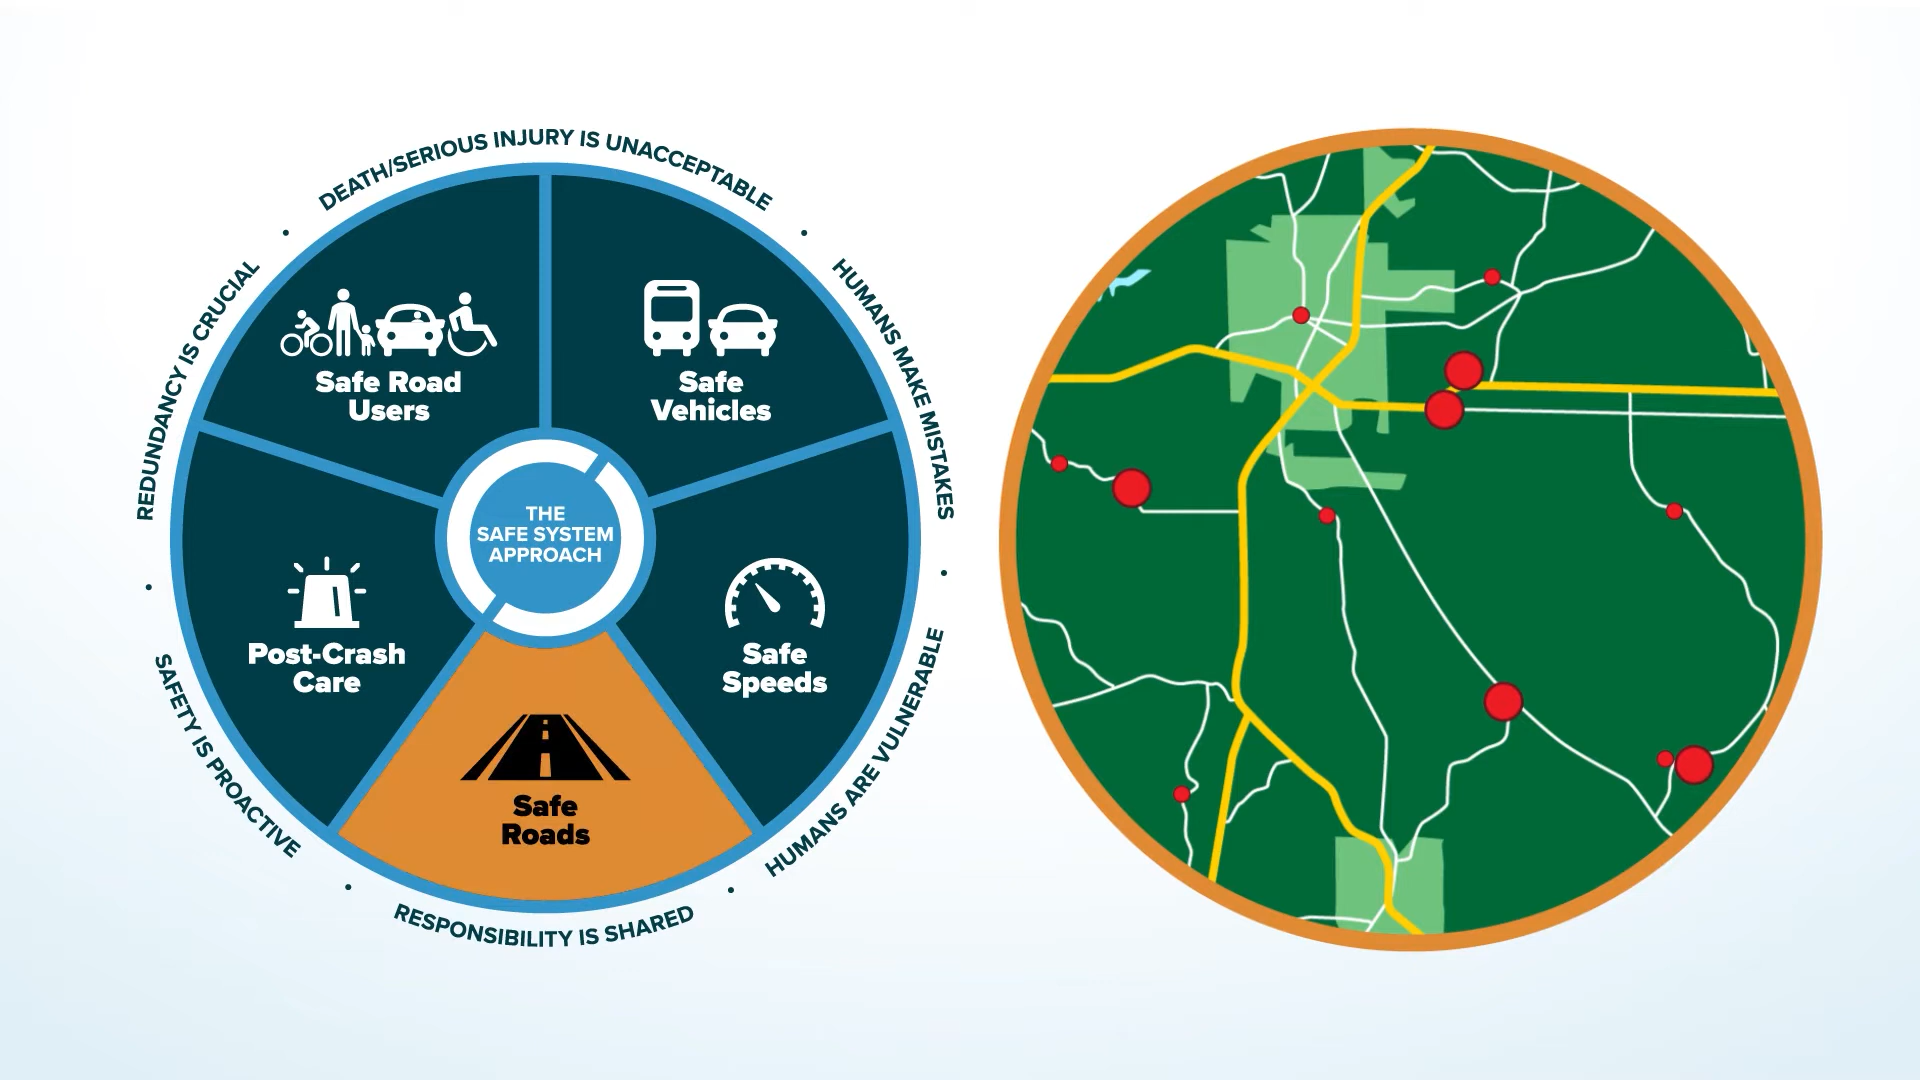 DEATH/SERIOUS INJURY IS UNACCEPTABLE
HUMANS MAKE MISTAKES
HUMANS ARE VULNERABLE
RESPONSIBILITY IS SHARED
SAFETY IS PROACTIVE
REDUNDANCY IS CRUCIAL
Safe Road
Users
Safe
Vehicles
THE
SAFE SYSTEM
APPROACH
Post-Crash
Care
Safe
Speeds
Safe
Roads